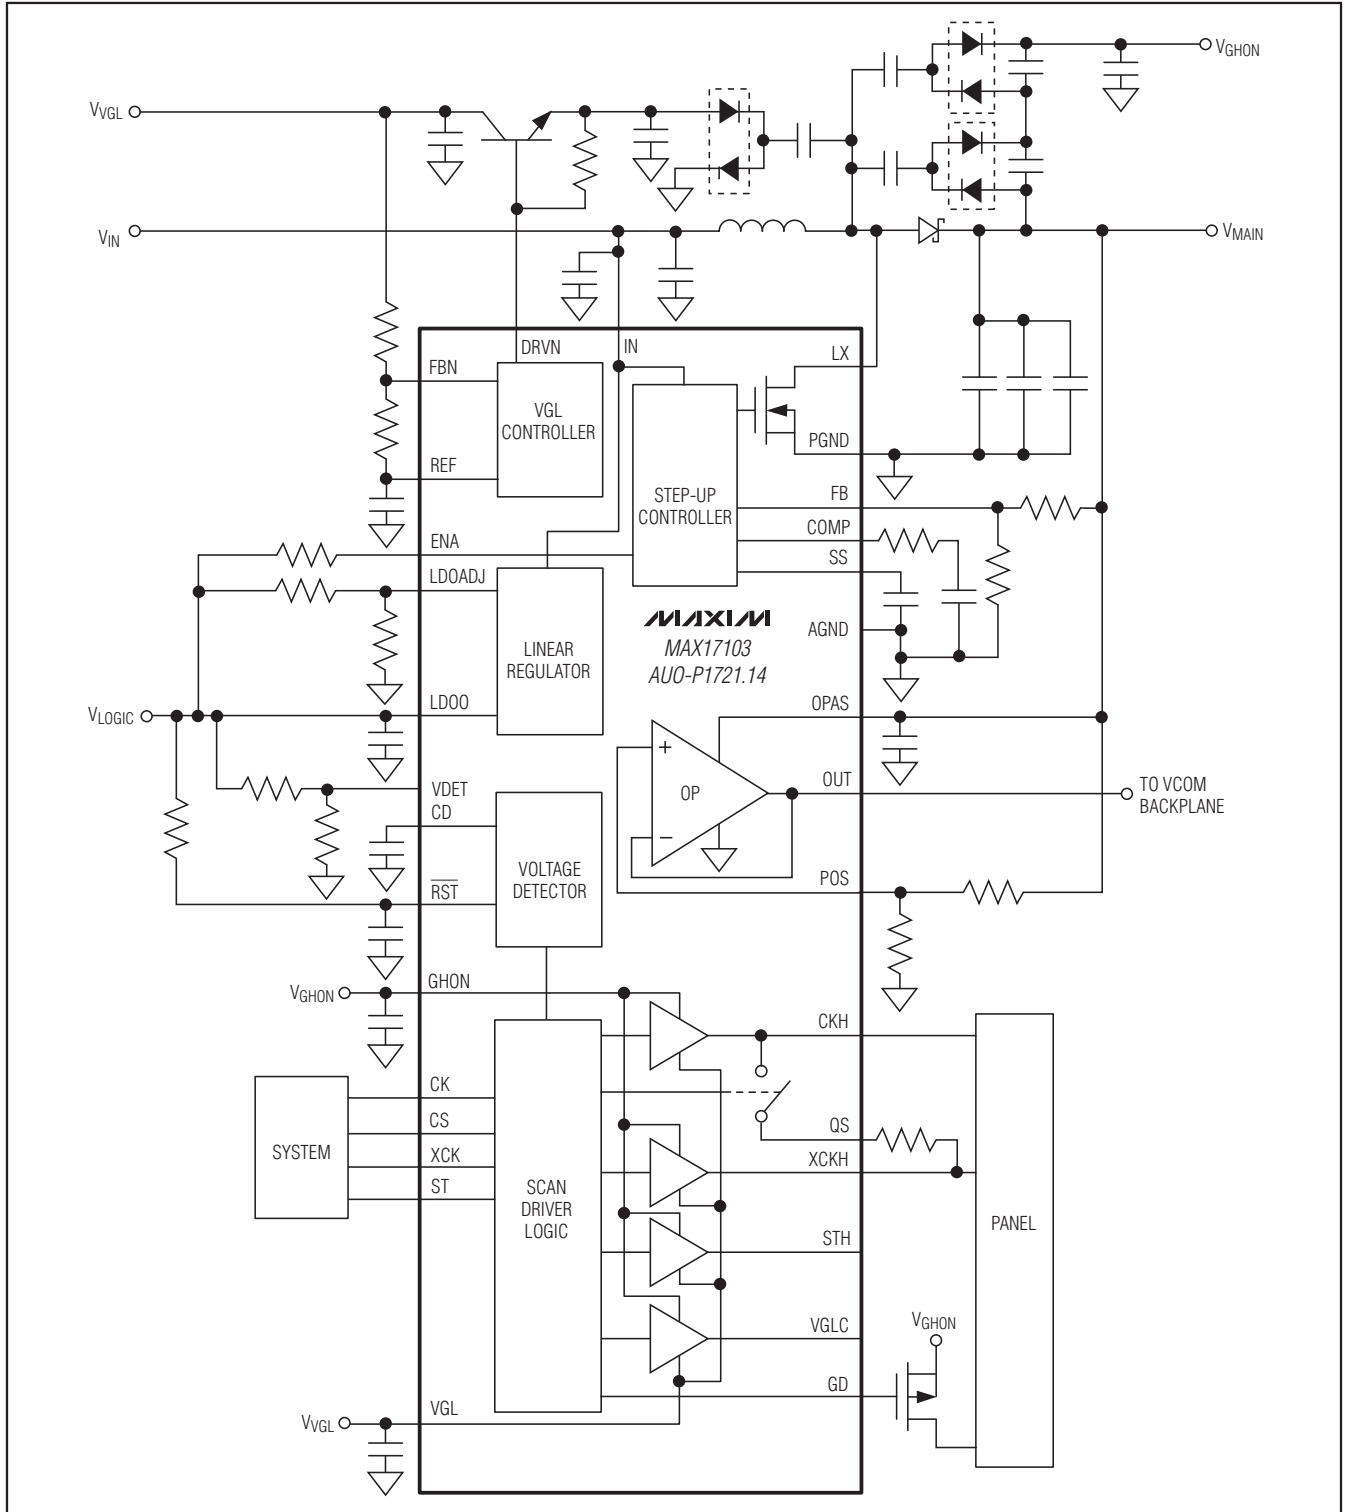 VGHON
VVGL
VIN
VMAIN
DRVN
IN
LX
FBN
VGL
CONTROLLER
PGND
REF
STEP-UP
CONTROLLER
FB
COMP
SS
ENA
LDOADJ
LINEAR
REGULATOR
MAXIM
MAX17103
AUO-P1721.14
AGND
VLOGIC
LDOO
OPAS
+
OP
−
OUT
TO VCOM
BACKPLANE
VDET
CD
VOLTAGE
DETECTOR
RST
POS
VGHON
GHON
CKH
CK
CS
XCK
ST
SYSTEM
SCAN
DRIVER
LOGIC
QS
XCKH
STH
PANEL
VGLC
VGHON
GD
VGL
VVGL